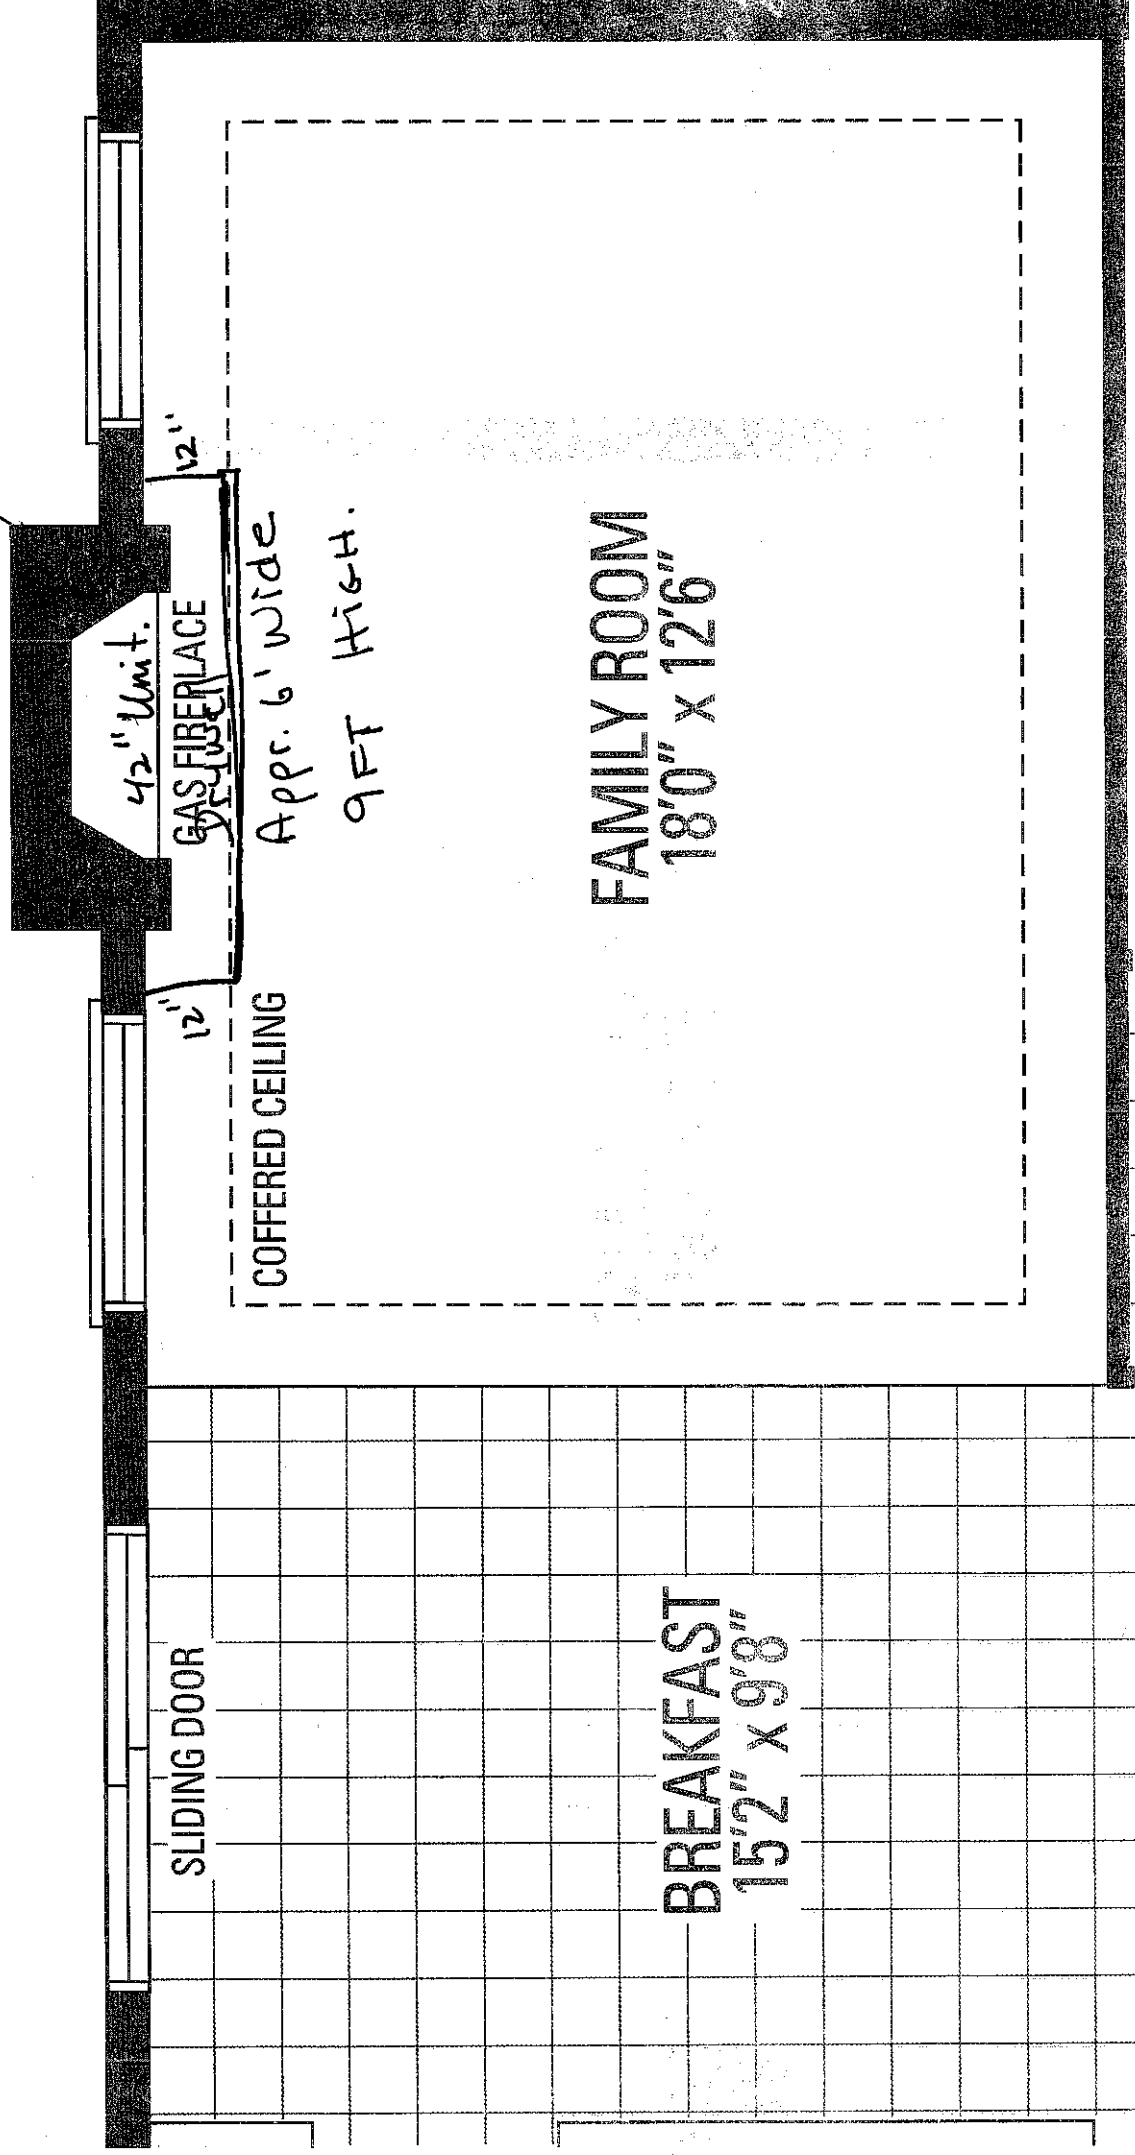 12"
42" Unit.
GAS FIREPLACE
Drywall
Appr. 6' Wide
9FT HiGH.
12"
COFFERED CEILING
FAMILY ROOM
18'0" x 12'6"
SLIDING DOOR
BREAKFAST
15'2" x 9'8"